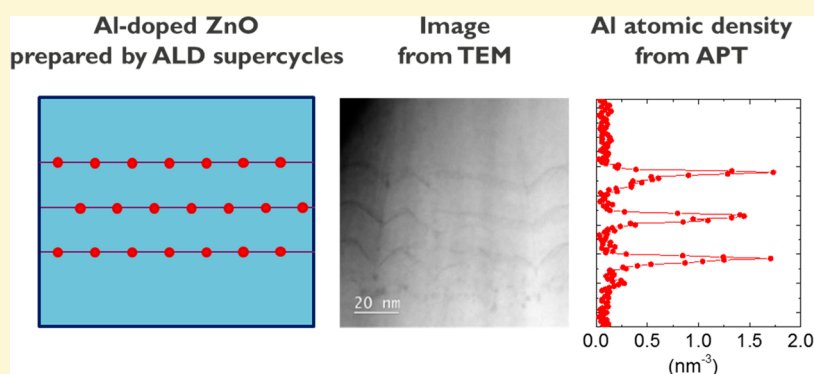 Al-doped ZnO
prepared by ALD supercycles
Image
from TEM
Al atomic density
from APT
20 nm
0.0 0.5 1.0 1.5 2.0
(nm-3)